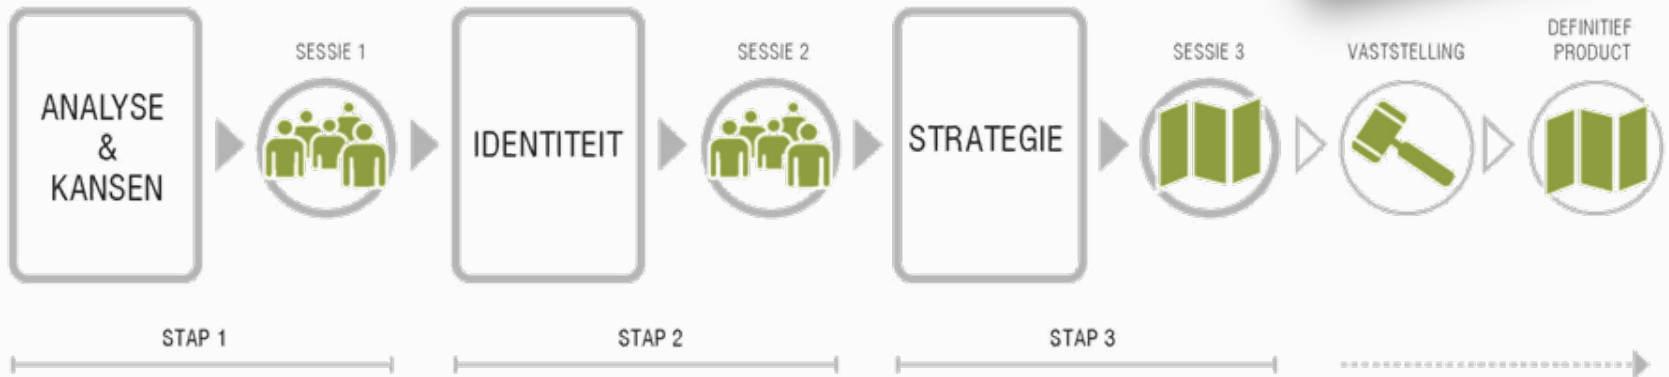 ANALYSE
&
KANSEN
SESSIE 1
IDENTITEIT
SESSIE 2
STRATEGIE
SESSIE 3
VASTSTELLING
DEFINITIEF
PRODUCT
STAP 1
STAP 2
STAP 3